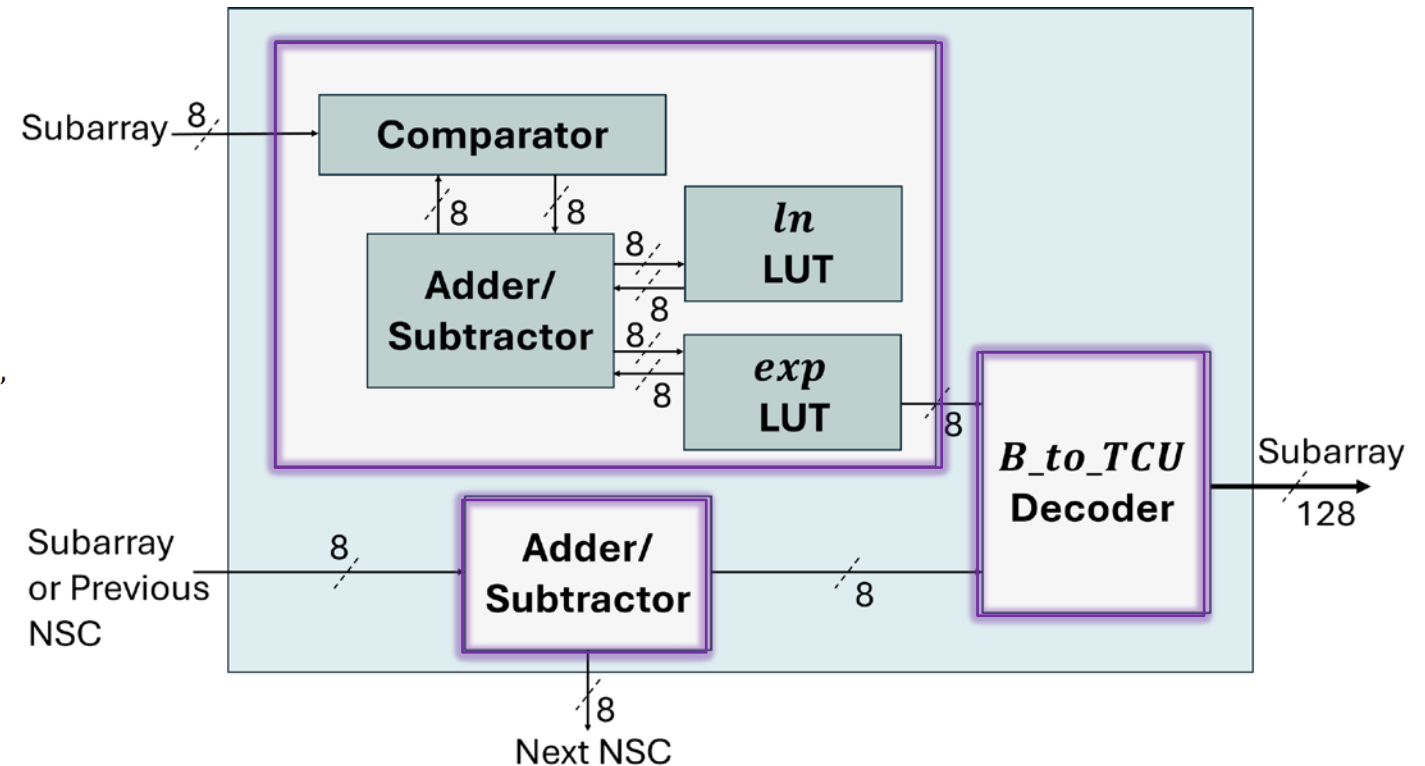 Subarray
8
Comparator
8
8
ln
LUT
Adder/
Subtractor
8
8
8
8
exp
LUT
8
,
B_to_TCU
Decoder
Subarray
128
Subarray
or Previous
NSC
8
Adder/
Subtractor
8
8
Next NSC